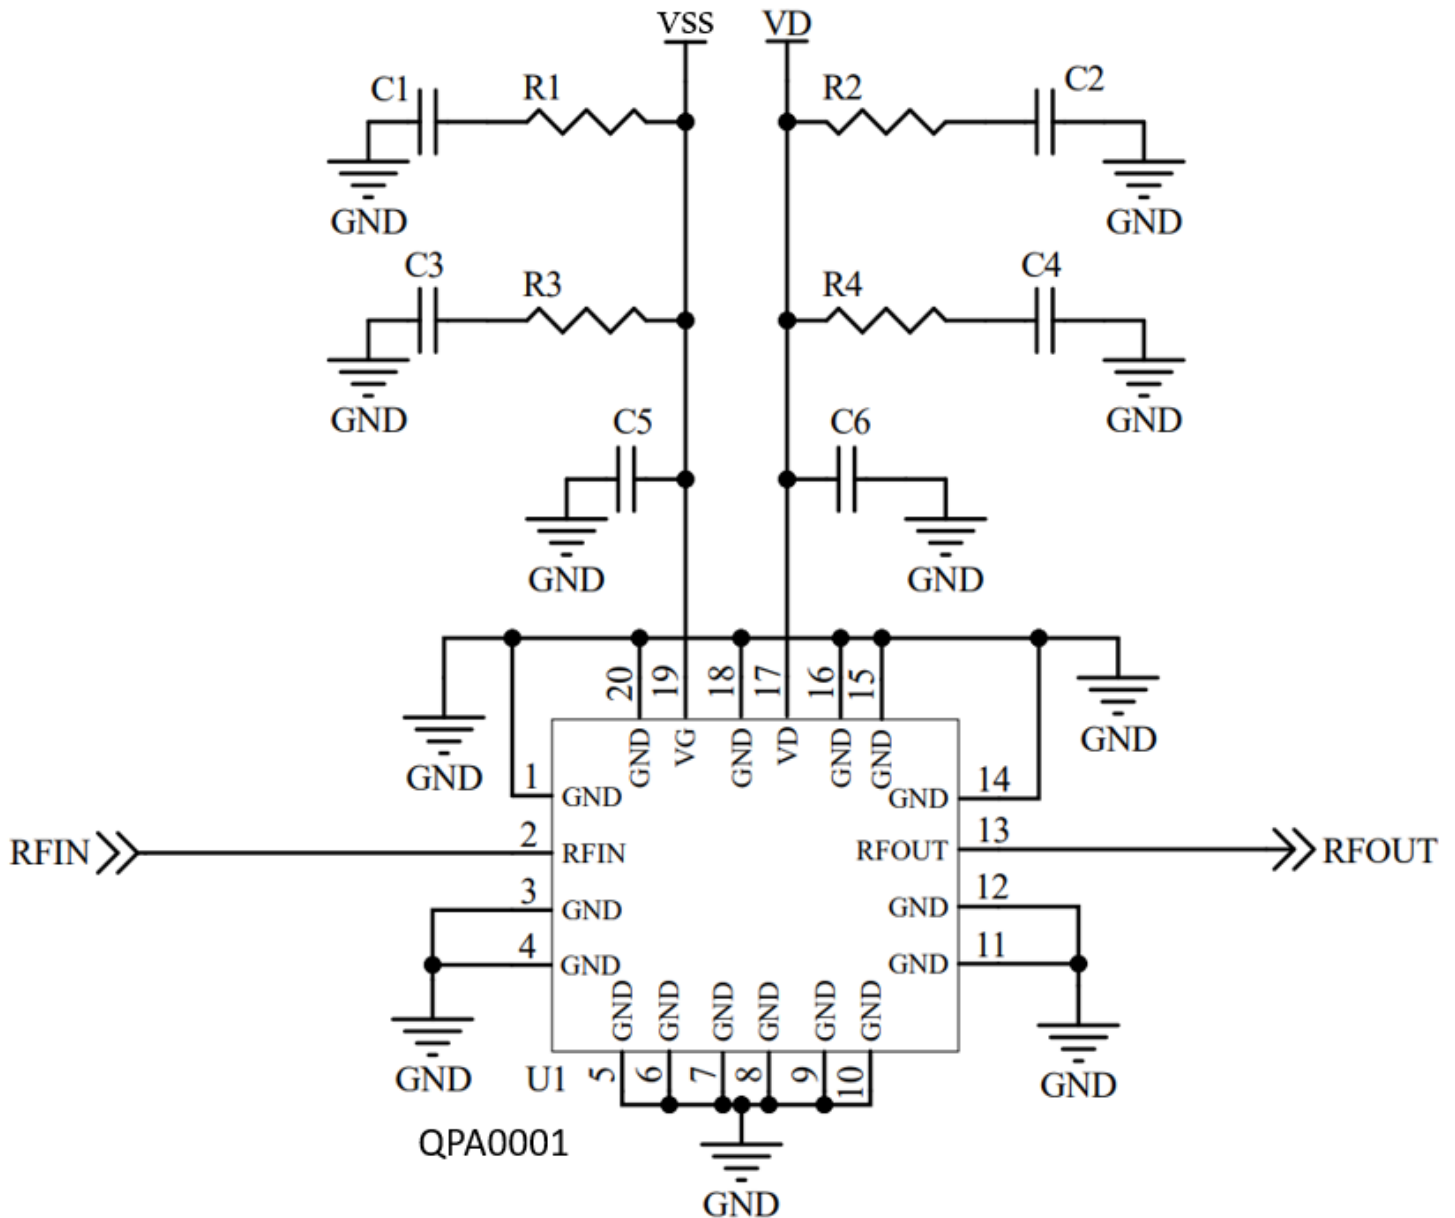 VSS VD
C1 R1 R2 C2
GND GND
C3 R3 R4 C4
GND GND
C5 C6
GND GND
20 19 18 17 16 15
GND VG GND VD GND GND
GND GND
1 GND GND 14
RFIN 2 RFIN RFOUT 13 RFOUT
3 GND GND 12
4 GND GND 11
GND GND GND GND GND GND
GND U1 5 6 7 8 9 10 GND
QPA0001
GND